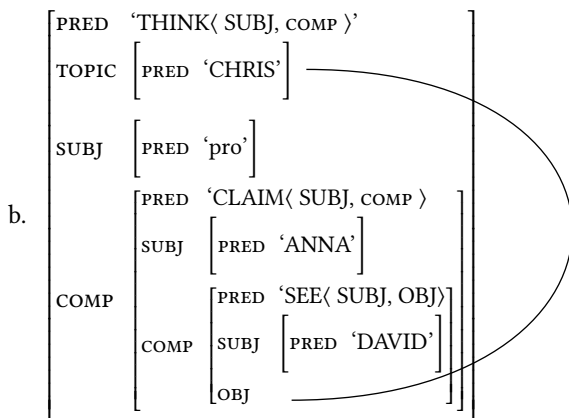 PRED ‘THINK⟨ SUBJ, COMP ⟩’
TOPIC [PRED ‘CHRIS’]
SUBJ [PRED ‘pro’]
b.
PRED ‘CLAIM⟨ SUBJ, COMP ⟩
SUBJ [PRED ‘ANNA’]
COMP
PRED ‘SEE⟨ SUBJ, OBJ⟩
COMP SUBJ [PRED ‘DAVID’]
OBJ